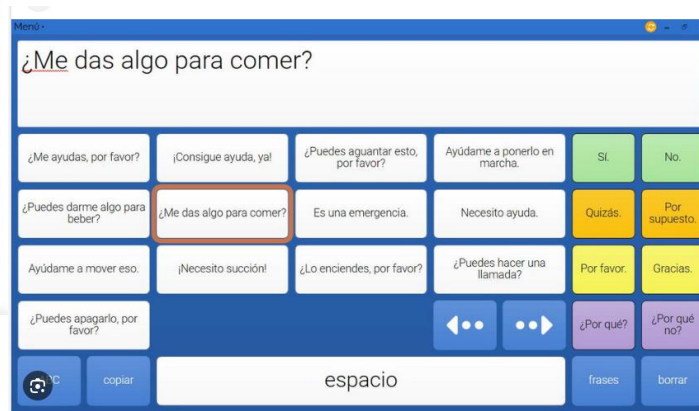 Menú
¿Me das algo para comer?
¿Me ayudas, por favor?
¡Consigue ayuda, ya!
¿Puedes aguantar esto,
por favor?
Ayúdame a ponerlo en
marcha.
Sí.
No.
¿Puedes darme algo para
beber?
¿Me das algo para comer?
Es una emergencia.
Necesito ayuda.
Quizás.
Por
supuesto.
Ayúdame a mover eso.
¡Necesito succión!
¿Lo enciendes, por favor?
¿Puedes hacer una
llamada?
Por favor.
Gracias.
¿Puedes apagarlo, por
favor?
¿Por qué?
¿Por qué
no?
copiar
espacio
frases
borrar